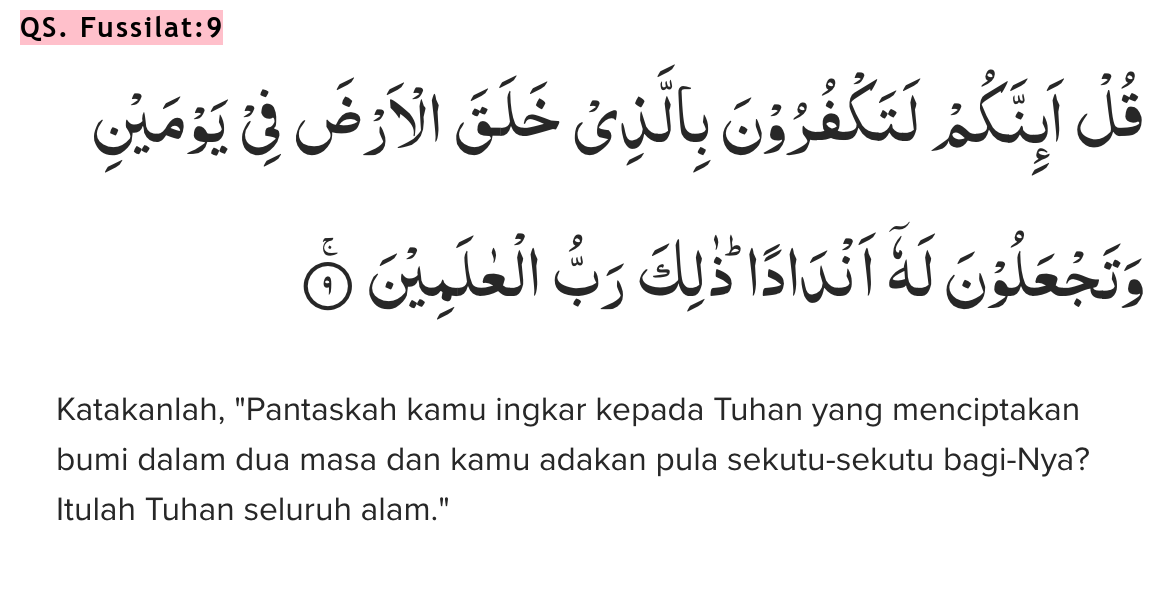 QS. Fussilat:9
قُلْ اَىِٕنَّكُمْ لَتَكْفُرُوْنَ بِالَّذِيْ خَلَقَ الْاَرْضَ فِيْ يَوْمَيْنِ
وَتَجْعَلُوْنَ لَهٗٓ اَنْدَادًا ۗذٰلِكَ رَبُّ الْعٰلَمِيْنَ ۚ ٩
Katakanlah, "Pantaskah kamu ingkar kepada Tuhan yang menciptakan
bumi dalam dua masa dan kamu adakan pula sekutu-sekutu bagi-Nya?
Itulah Tuhan seluruh alam."